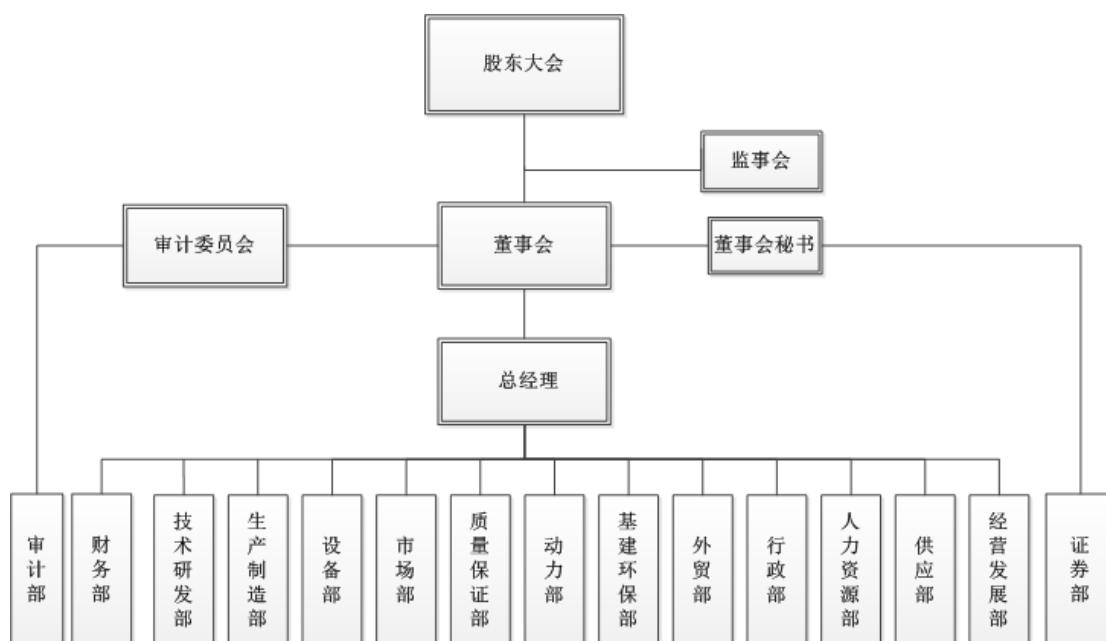 股东大会
监事会
审计委员会
董事会
董事会秘书
总经理
审计部
财务部
技术研发部
生产制造部
设备部
市场部
质量保证部
动力部
基建环保部
外贸部
行政部
人力资源部
供应部
经营发展部
证券部